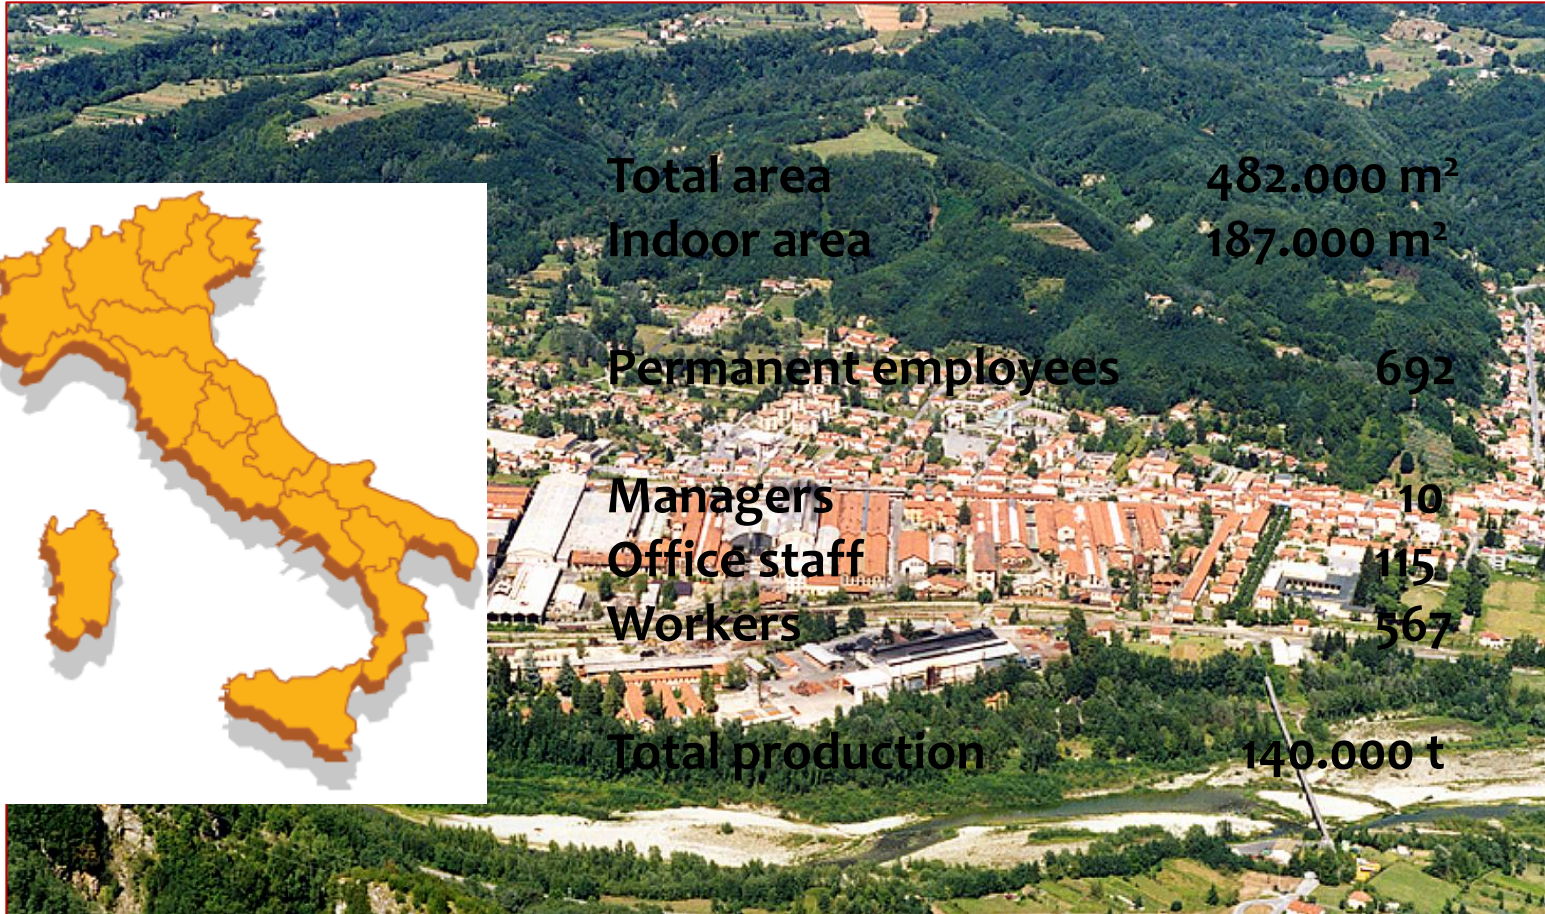 Total area 482.000 m²
Indoor area 187.000 m²
Permanent employees 692
Managers 10
Office staff 115
Workers 567
Total production 140.000 t